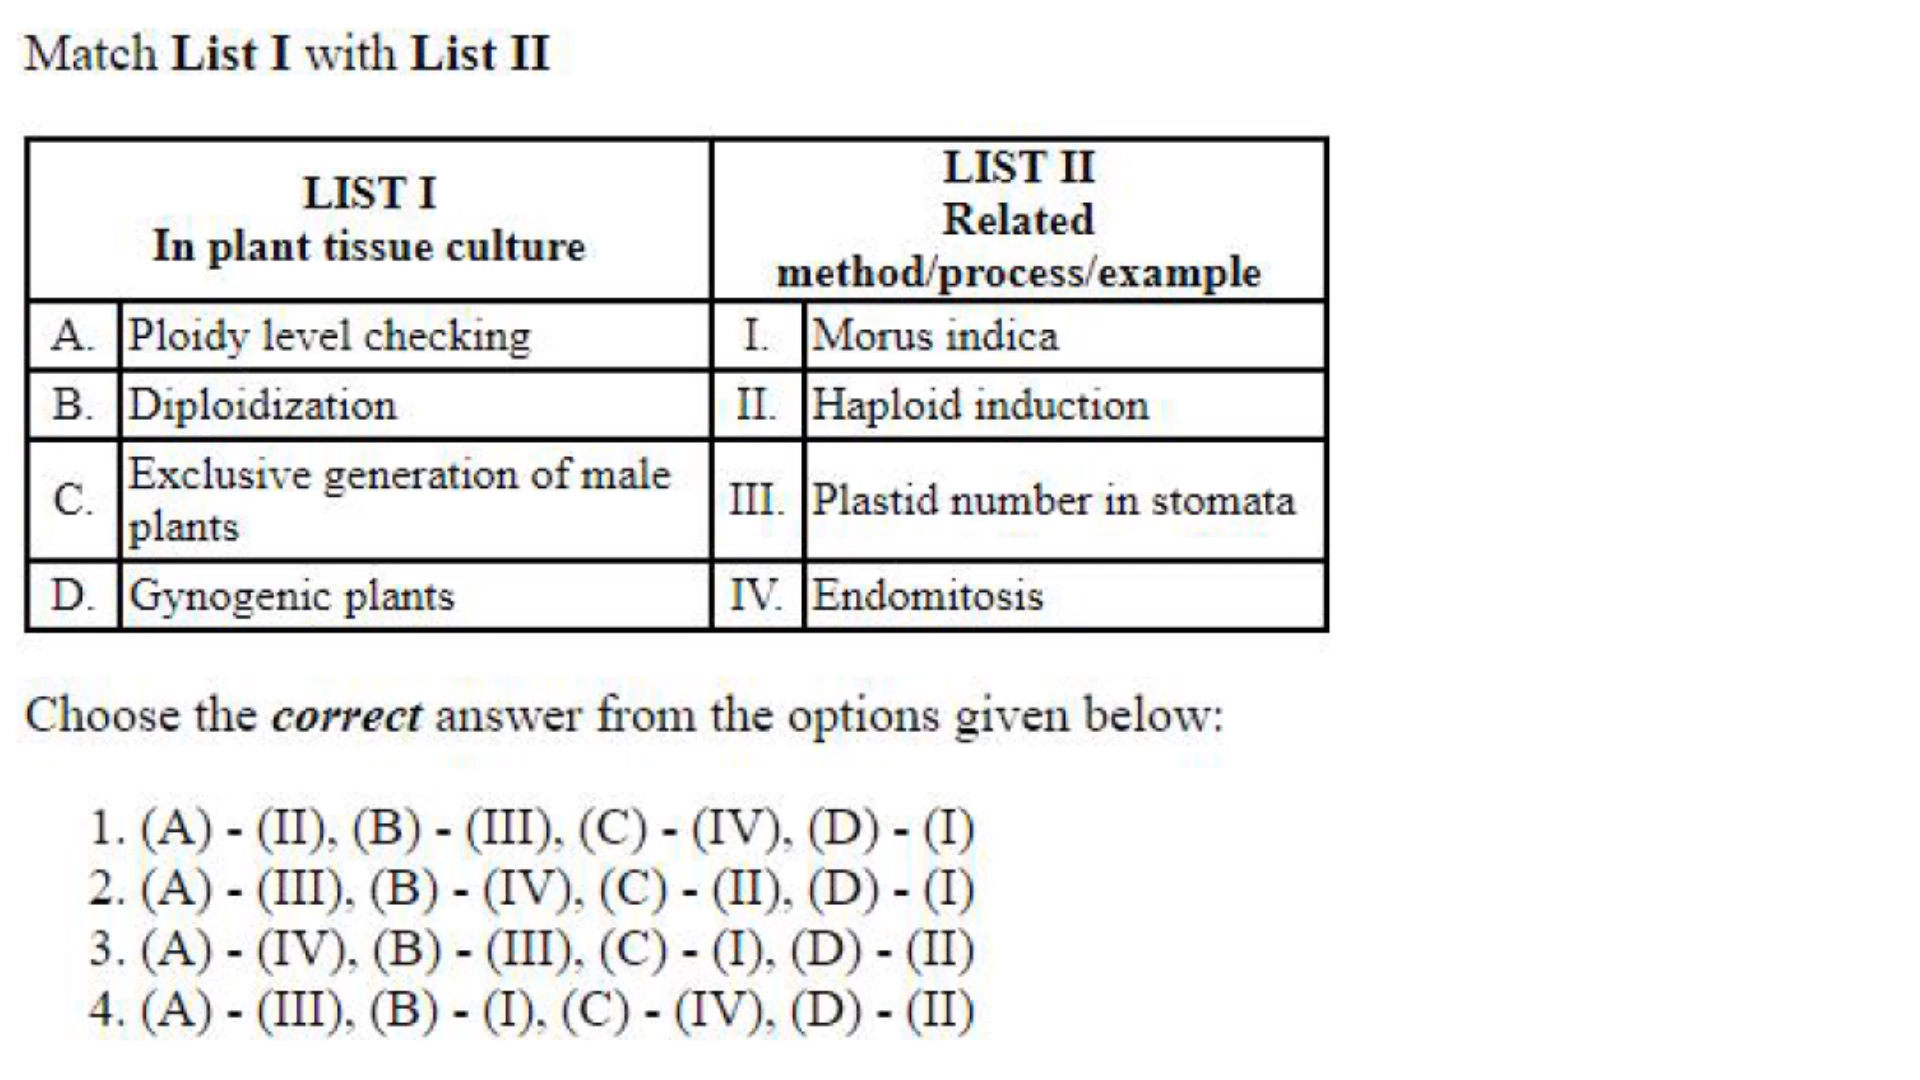 Match List I with List II
LIST I
In plant tissue culture
LIST II
Related
method/process/example
A. Ploidy level checking
I. Morus indica
B. Diploidization
II. Haploid induction
C. Exclusive generation of male
plants
III. Plastid number in stomata
D. Gynogenic plants
IV. Endomitosis
Choose the correct answer from the options given below:
1. (A) - (II), (B) - (III), (C) - (IV), (D) - (I)
2. (A) - (III), (B) - (IV), (C) - (II), (D) - (I)
3. (A) - (IV), (B) - (III), (C) - (I), (D) - (II)
4. (A) - (III), (B) - (I), (C) - (IV), (D) - (II)